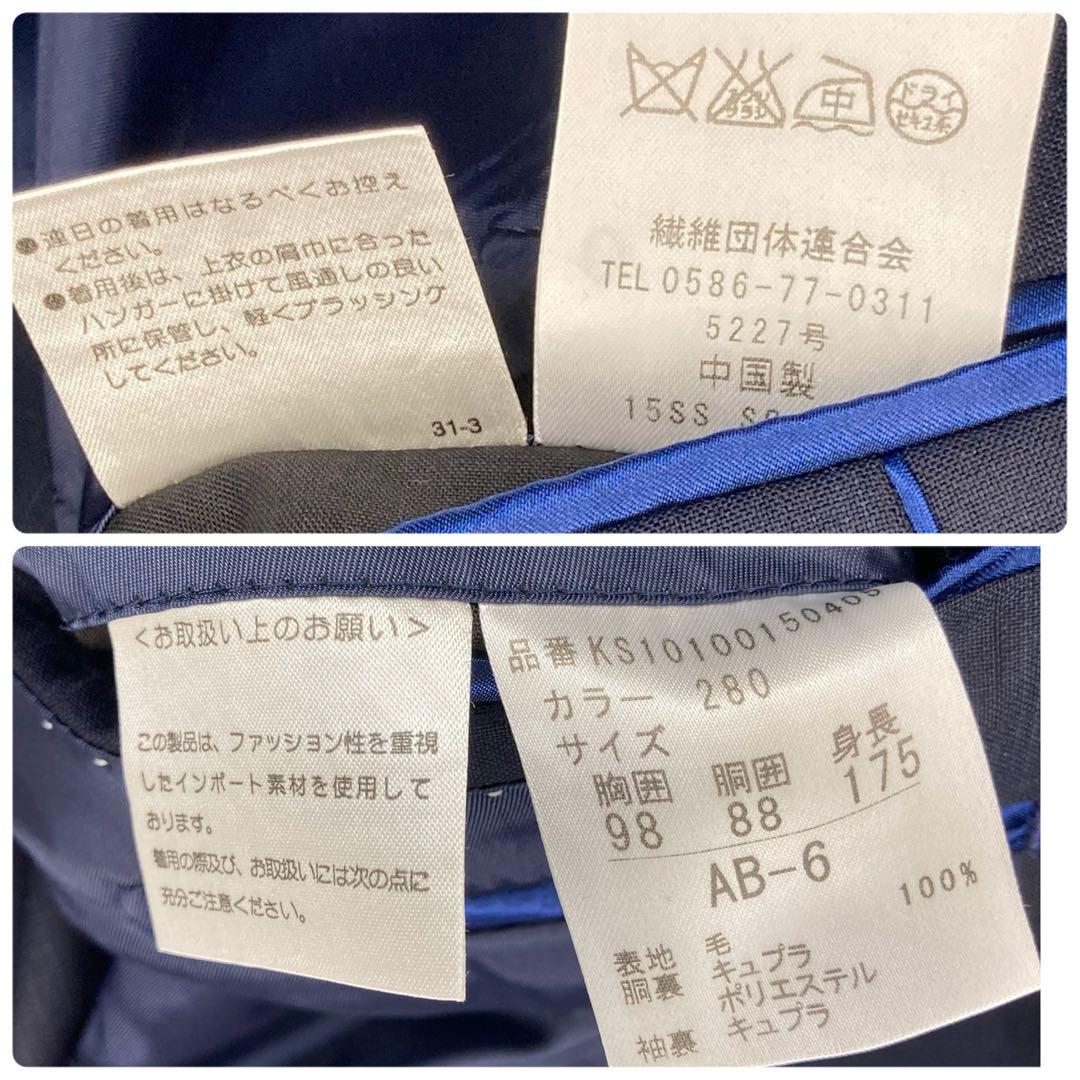 ●連日の着用はなるべくお控え
ください。
●着用後は、上衣の肩巾に合った
ハンガーに掛けて風通しの良い
所に保管し、軽くブラッシング
してください。
31-3
エンソ
サラシ
中
ドライ
セキユ系
繊維団体連合会
TEL 0586-77-0311
5227号
中国製
15SS
<お取扱い上のお願い>
この製品は、ファッション性を重視
したインポート素材を使用して
おります。
着用の際及び、お取扱いには次の点に
充分ご注意ください。
品番 KS10100150405
カラー 280
サイズ
胸囲 胴囲 身長
98 88 175
AB-6
100%
表地 毛
胴裏 キュプラ
ポリエステル
袖裏 キュプラ